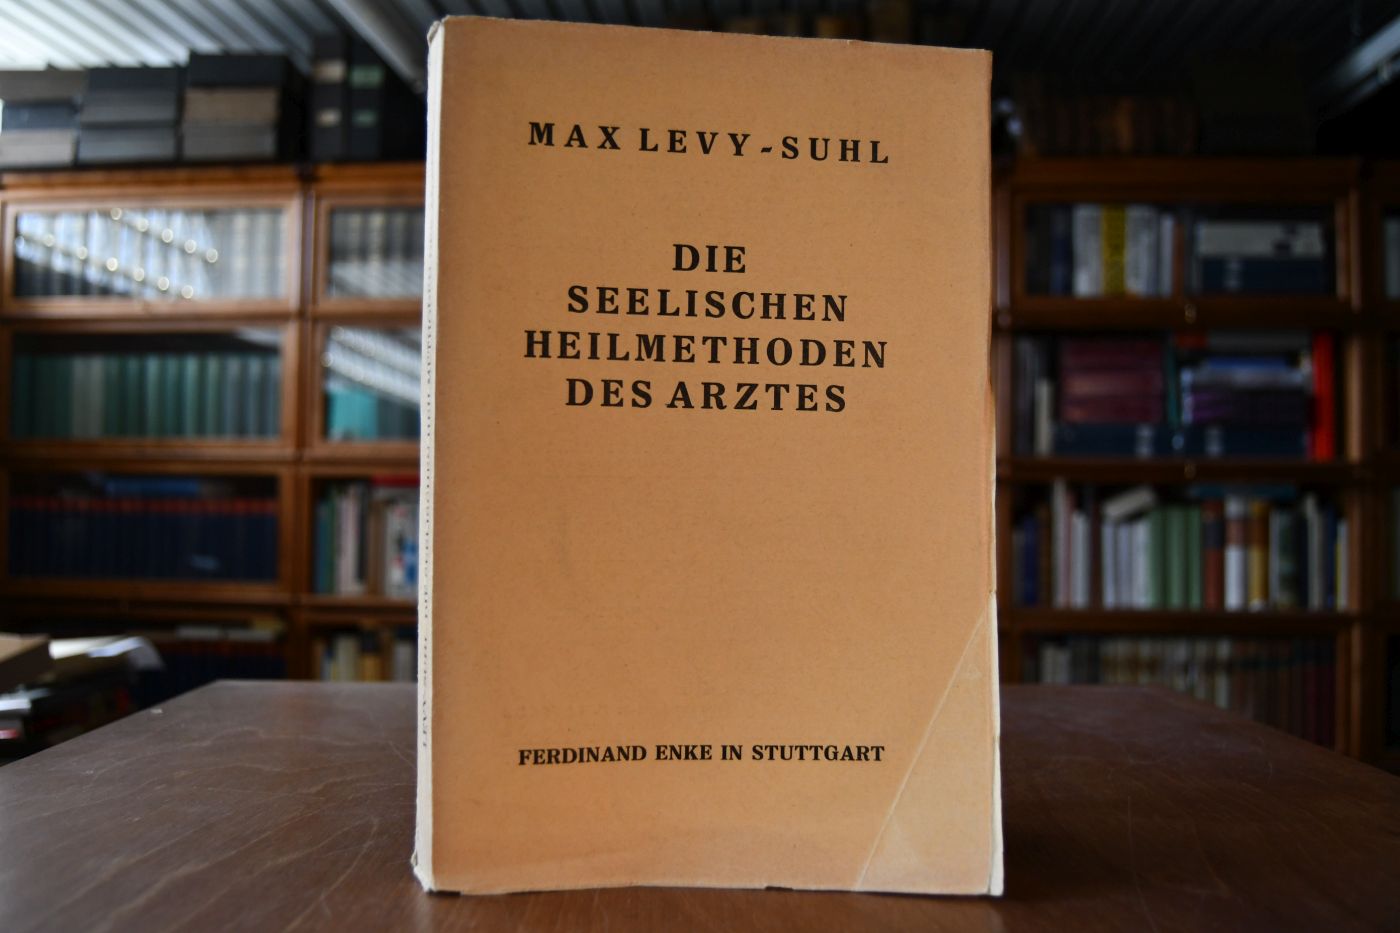 MAX LEVY-SUHL
DIE
SEELISCHEN
HEILMETHODEN
DES ARZTES
FERDINAND ENKE IN STUTTGART